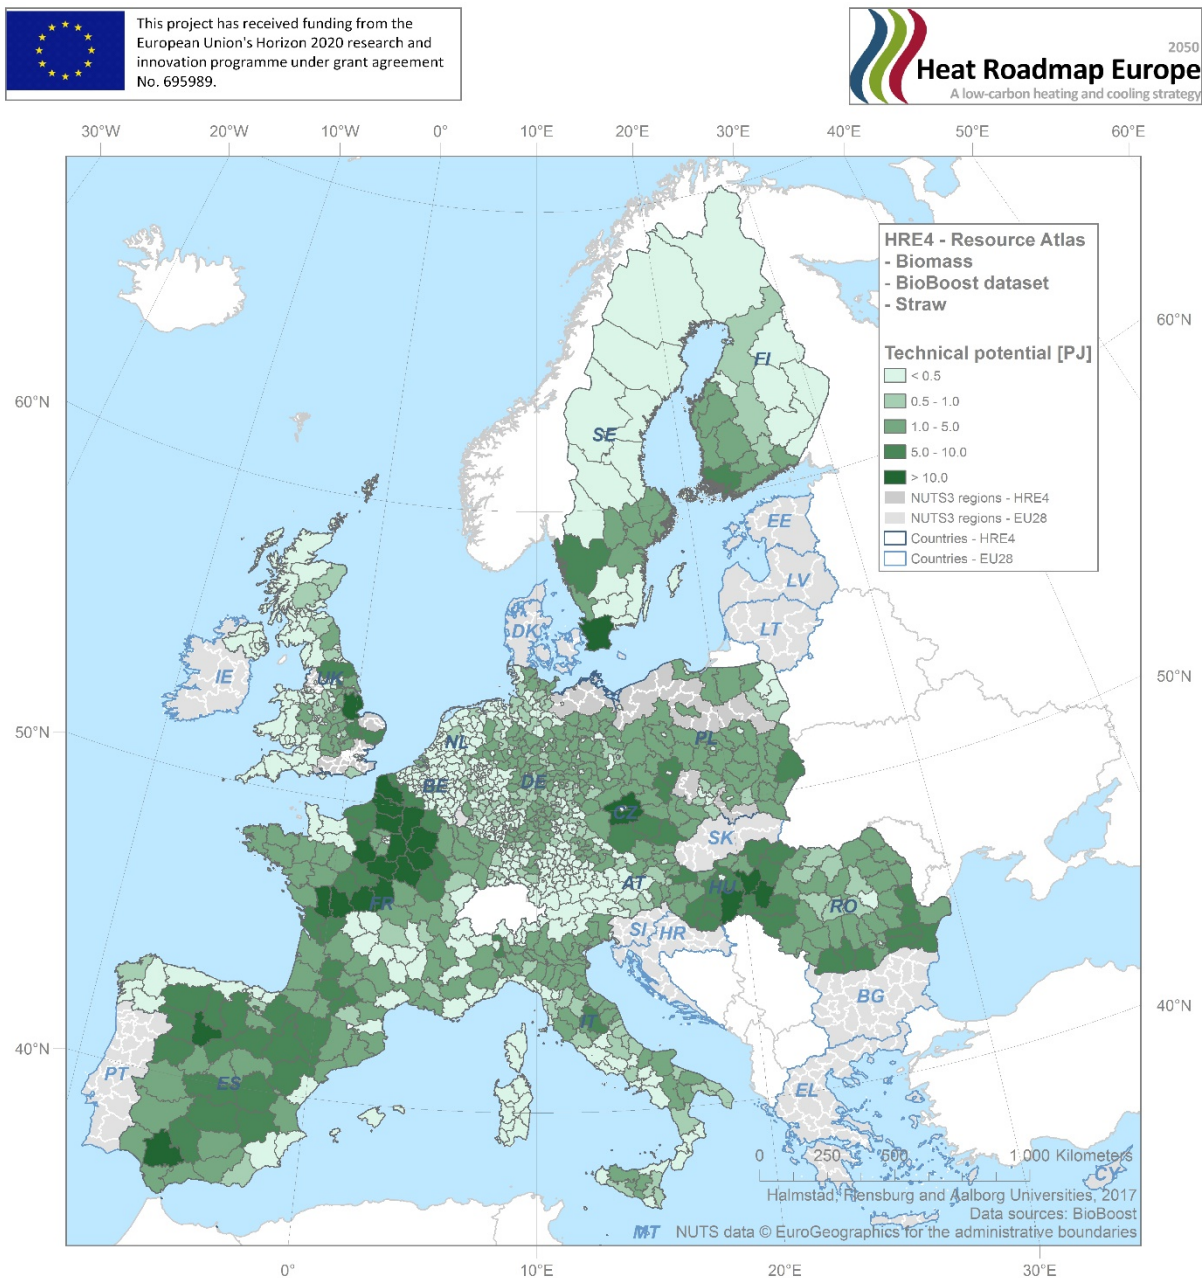 This project has received funding from the
European Union's Horizon 2020 research and
innovation programme under grant agreement
No. 695989.
2050
Heat Roadmap Europe
A low-carbon heating and cooling strategy
30°W 20°W 10°W 0° 10°E 20°E 30°E 40°E 50°E 60°E
HRE4 - Resource Atlas
- Biomass
- BioBoost dataset
- Straw
Technical potential [PJ]
< 0.5
0.5 - 1.0
1.0 - 5.0
5.0 - 10.0
> 10.0
NUTS3 regions - HRE4
NUTS3 regions - EU28
Countries - HRE4
Countries - EU28
60°N
60°N
50°N
50°N
40°N
40°N
FI
SE
EE
LV
LT
DK
IE
UK
NL
PL
BE
DE
CZ
SK
AT
HU
FR
RO
SI
HR
BG
IT
PT
ES
EL
CY
MT
0 250 500 1 000 Kilometers
Halmstad, Flensburg and Aalborg Universities, 2017
Data sources: BioBoost
NUTS data © EuroGeographics for the administrative boundaries
0° 10°E 20°E 30°E